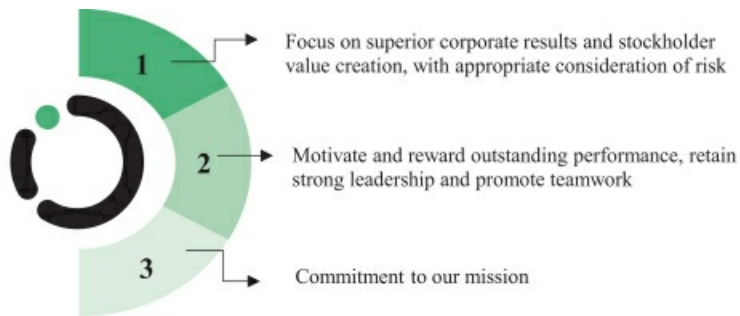 1
Focus on superior corporate results and stockholder
value creation, with appropriate consideration of risk
2
Motivate and reward outstanding performance, retain
strong leadership and promote teamwork
3
Commitment to our mission